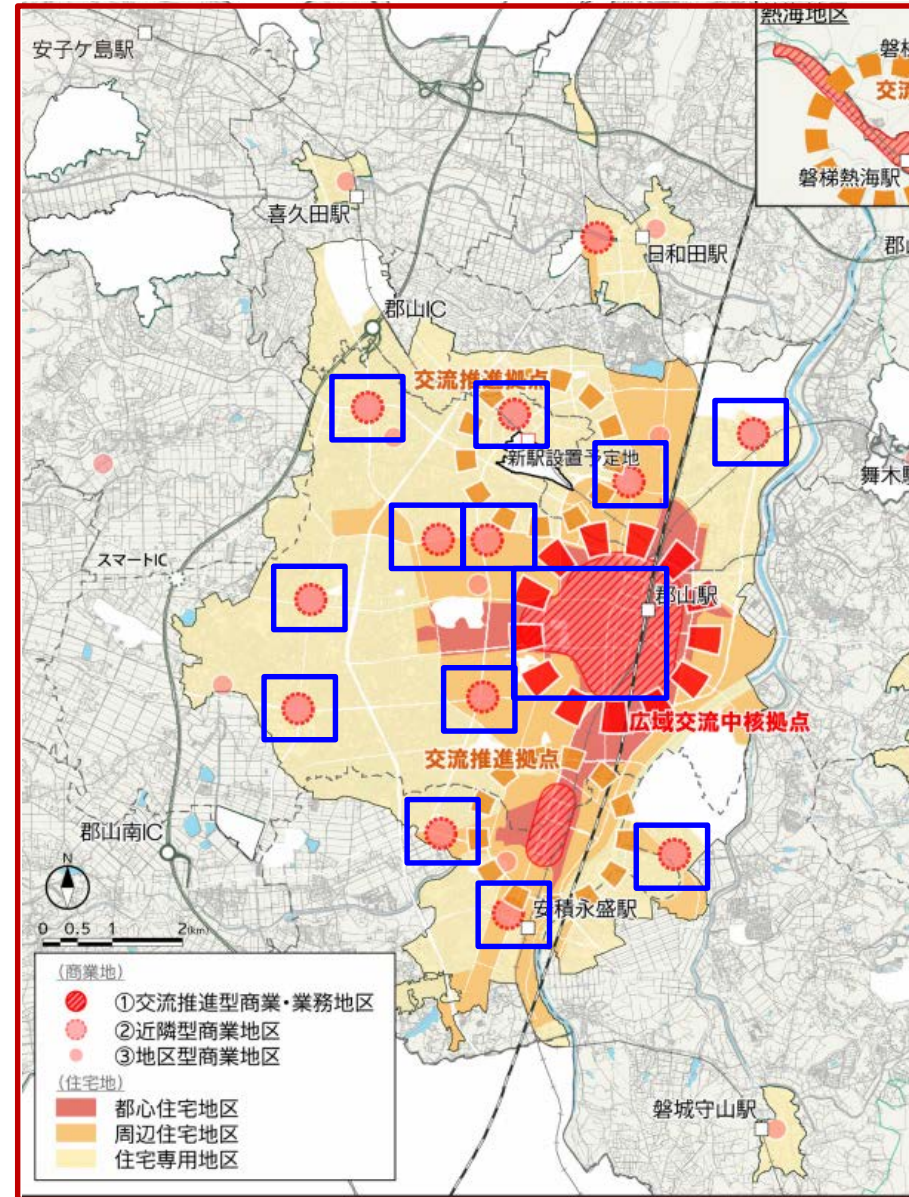 熱海地区
安子ケ島駅
磐梯熱海駅
喜久田駅
日和田駅
郡山IC
交流推進拠点
新駅設置予定地
スマートIC
郡山駅
広域交流中核拠点
交流推進拠点
郡山南IC
安積永盛駅
N
0 0.5 1 2(km)
(商業地)
①交流推進型商業・業務地区
②近隣型商業地区
③地区型商業地区
(住宅地)
都心住宅地区
周辺住宅地区
住宅専用地区
磐城守山駅